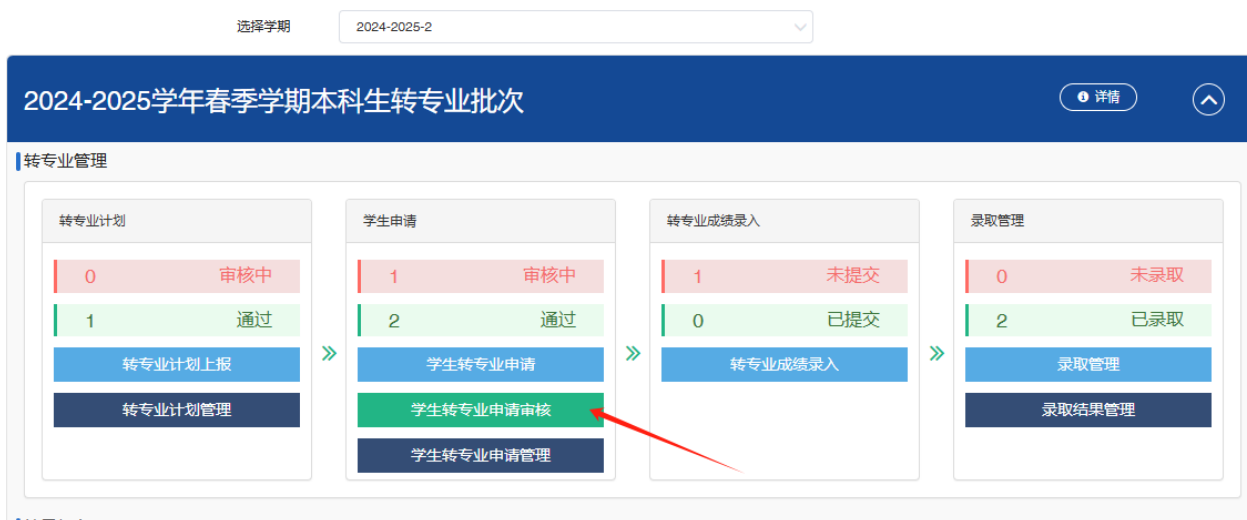 选择学期
2024-2025-2
2024-2025学年春季学期本科生转专业批次
详情
转专业管理
转专业计划
0 审核中
1 通过
转专业计划上报
转专业计划管理
学生申请
1 审核中
2 通过
学生转专业申请
学生转专业申请审核
学生转专业申请管理
转专业成绩录入
1 未提交
0 已提交
转专业成绩录入
录取管理
0 未录取
2 已录取
录取管理
录取结果管理